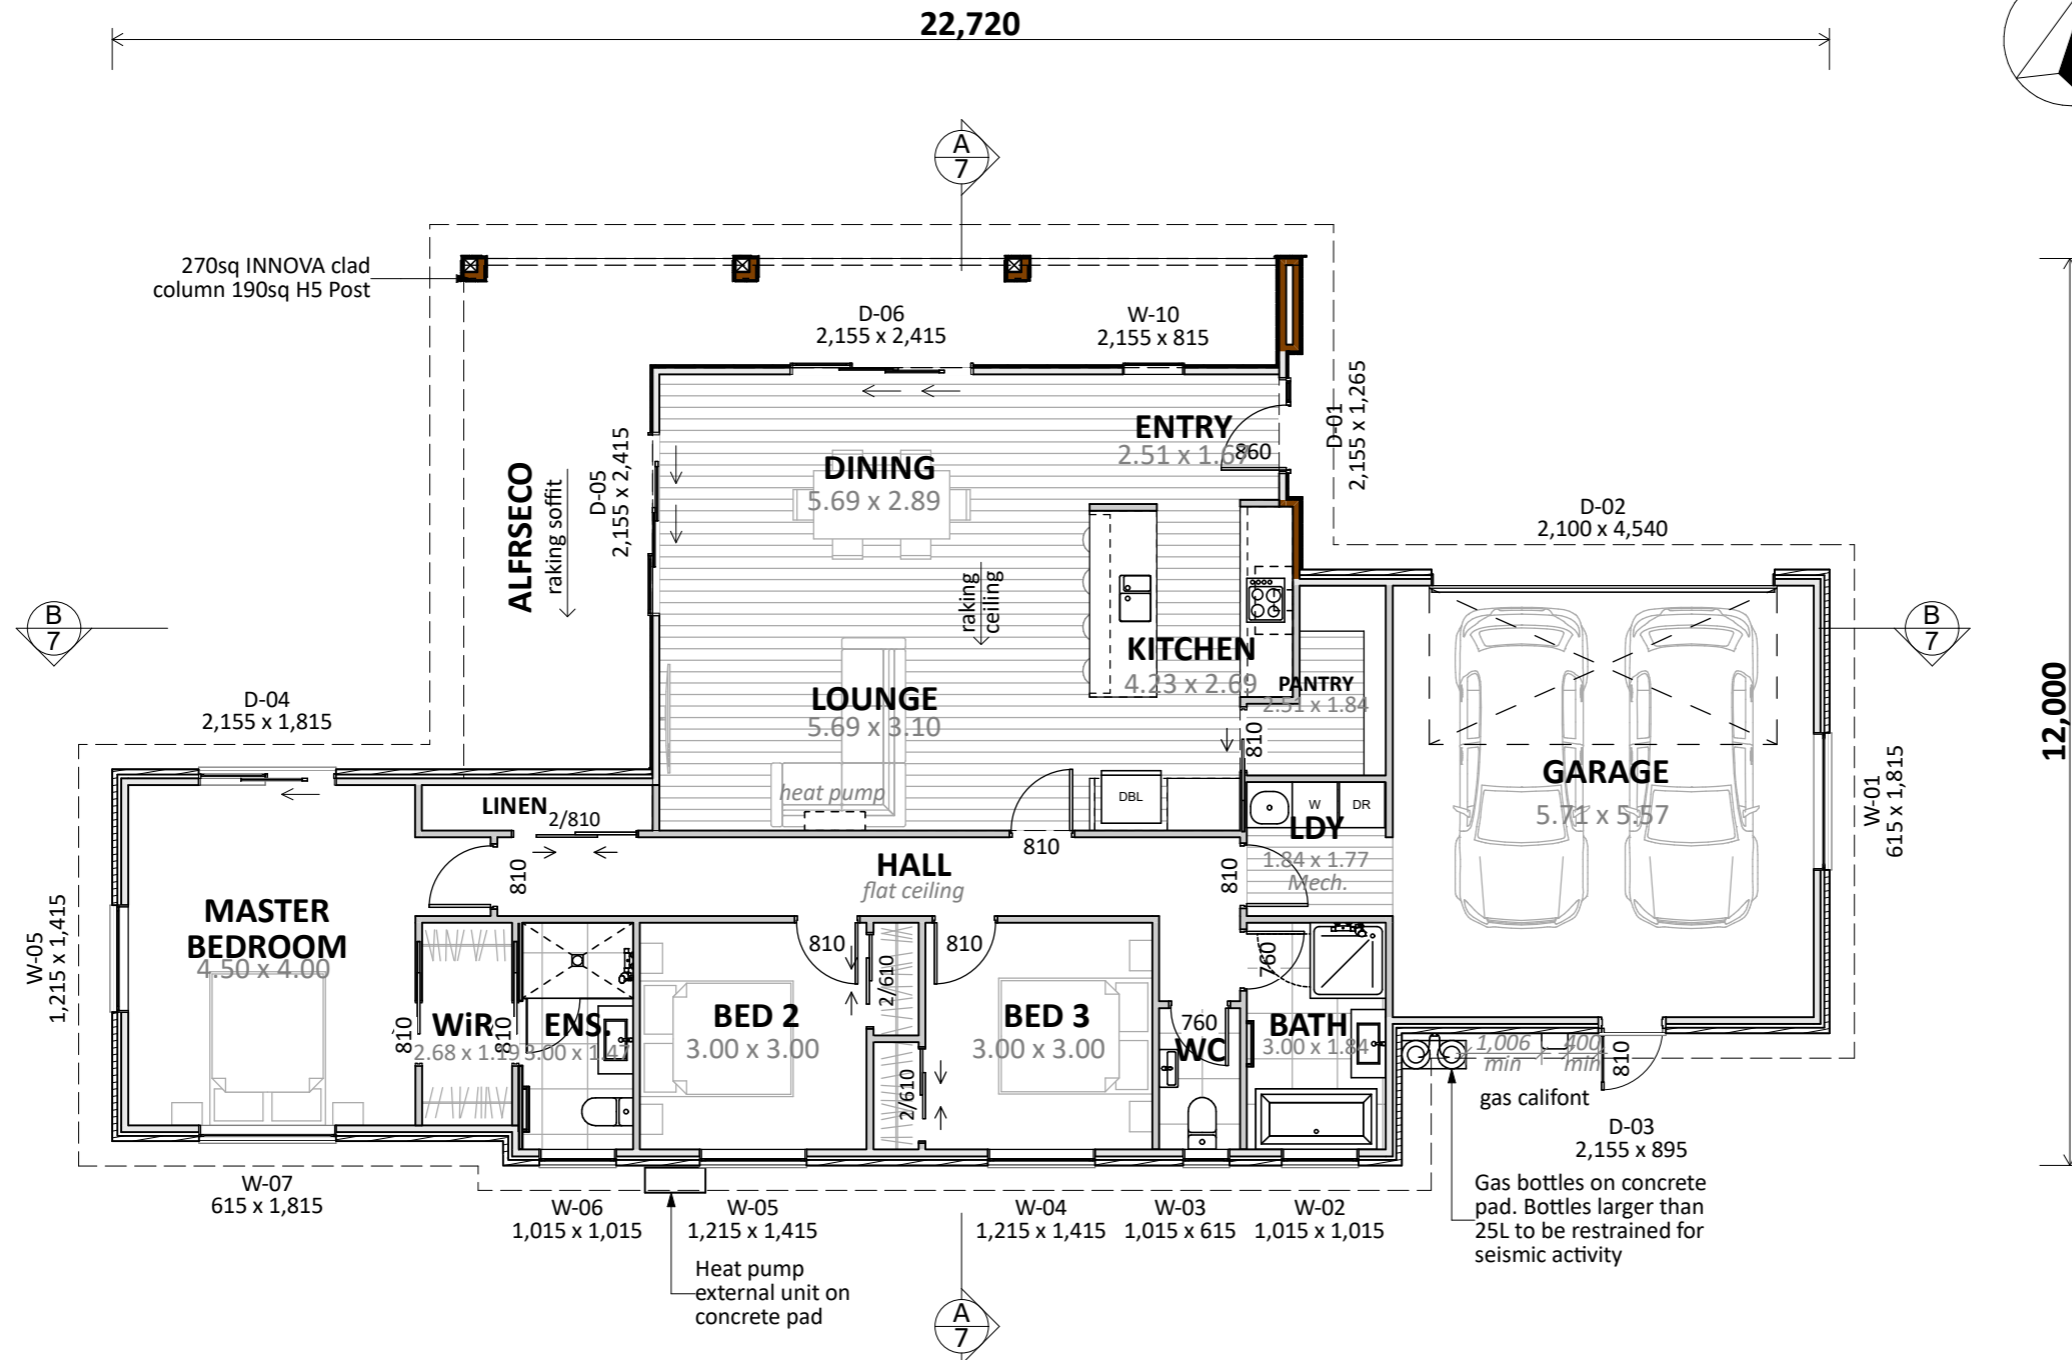 22,720
A
7
270sq INNOVA clad
column 190sq H5 Post
D-06
2,155 x 2,415
W-10
2,155 x 815
D-01
2,155 x 1,265
ENTRY
2.51 x 1.67
860
DINING
5.69 x 2.89
D-05
2,155 x 2,415
ALFRSECO
raking soffit
D-02
2,100 x 4,540
raking
ceiling
B
7
B
7
KITCHEN
4.23 x 2.69
PANTRY
2.51 x 1.84
LOUNGE
5.69 x 3.10
810
12,000
D-04
2,155 x 1,815
GARAGE
5.71 x 5.57
W-01
615 x 1,815
heat pump
DBL
W
DR
LINEN
2/810
LDY
1.84 x 1.77
Mech.
810
HALL
flat ceiling
810
810
MASTER
BEDROOM
4.50 x 4.00
W-05
1,215 x 1,415
810
810
2/610
760
BED 2
3.00 x 3.00
BED 3
3.00 x 3.00
WiR
2.68 x 1.19
810
810
ENS.
3.00 x 1.47
760
WC
BATH
3.00 x 1.84
2/610
1,006
min
400
min
810
gas califont
D-03
2,155 x 895
W-07
615 x 1,815
W-06
1,015 x 1,015
W-05
1,215 x 1,415
W-04
1,215 x 1,415
W-03
1,015 x 615
W-02
1,015 x 1,015
Gas bottles on concrete
pad. Bottles larger than
25L to be restrained for
seismic activity
Heat pump
external unit on
concrete pad
A
7